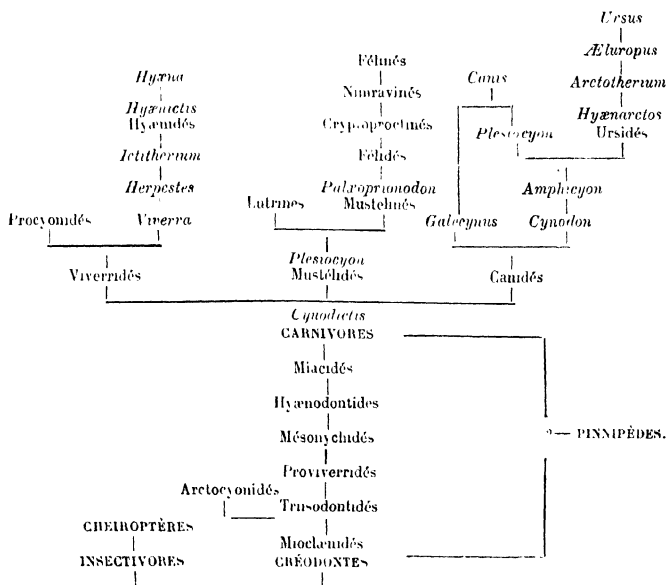 Ursus
Æluropus
Félinés
Hyæna Canis Arctotherium
Nimravinés
Hyænictis Hyænarctos
Hyænidés Cryptoproctinés Plesiocyon Ursidés
Ictitherium Félidés
Herpestes Palæoprionodon Amphicyon
Lutrines Mustelinés
Procyonidés Viverra Galecynus Cynodon
Plesiocyon
Viverridés Mustélidés Canidés
Cynodictis
CARNIVORES
Miacidés
Hyænodontides
Mésonychidés ?— PINNIPÈDES.
Proviverridés
Arctocyonidés
Triisodontidés
CHEIROPTÈRES
Mioclænidés
INSECTIVORES CRÉODONTES